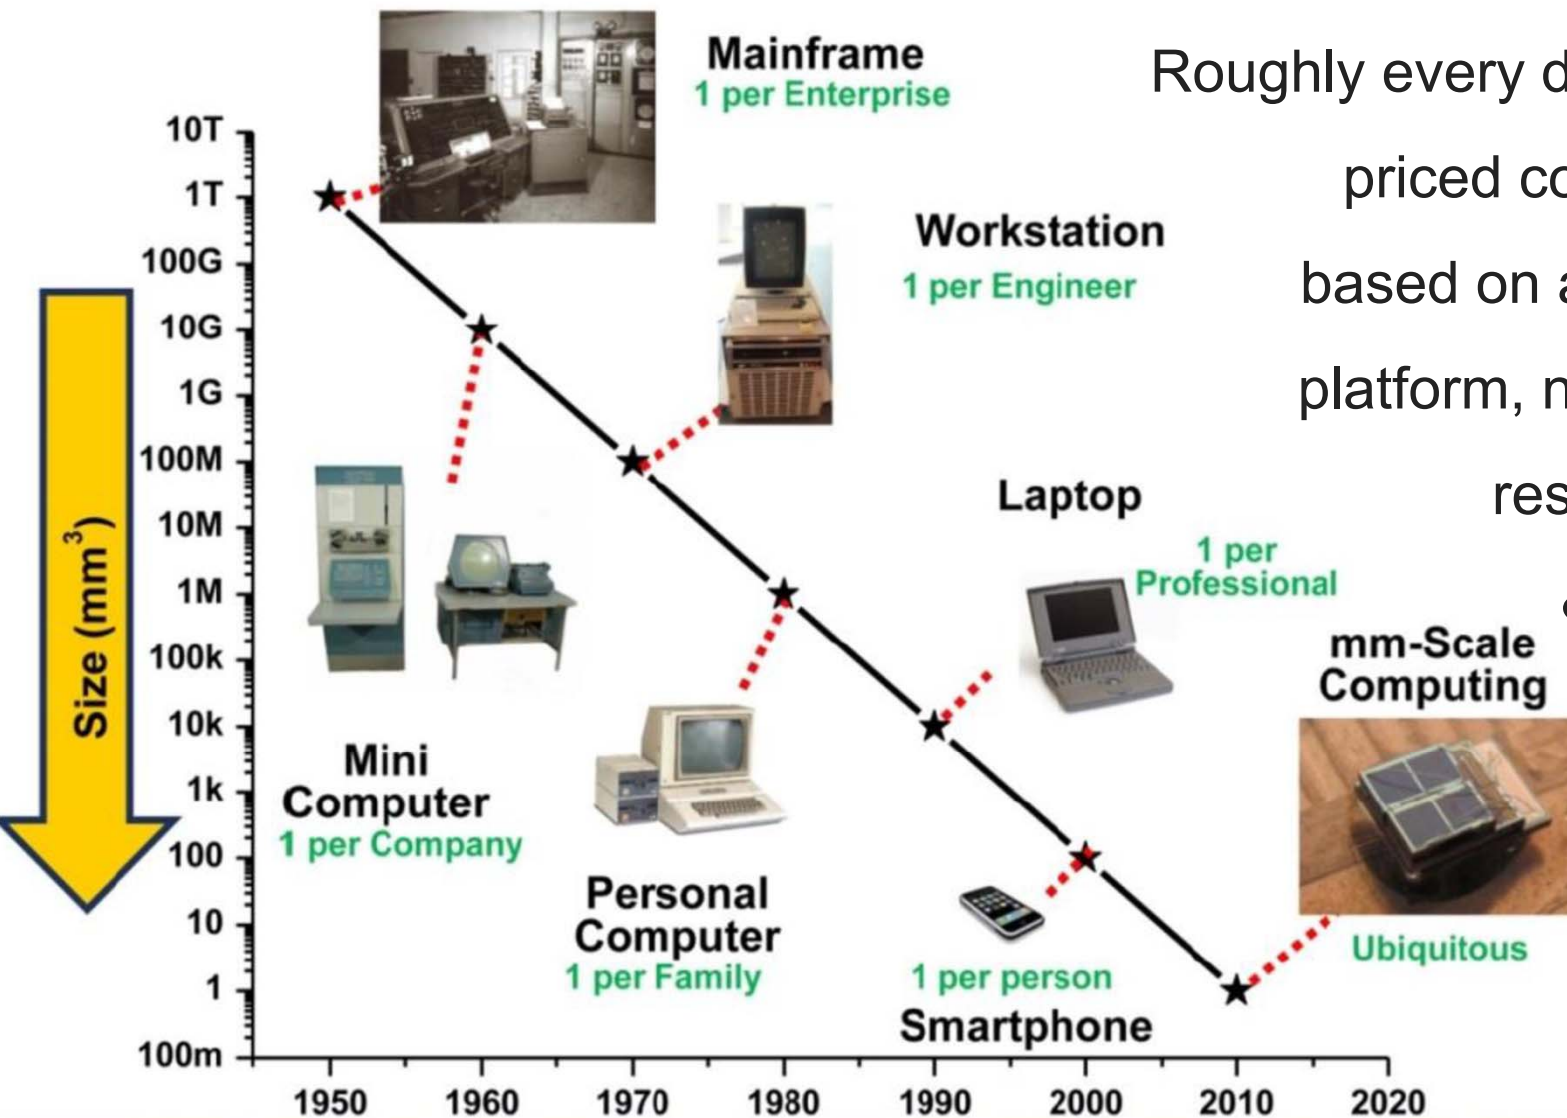 Mainframe
1 per Enterprise
Roughly every
priced
Workstation
1 per Engineer
based on
platform,
Laptop
1 per
Professional
mm-Scale
Computing
Ubiquitous
Mini
Computer
1 per Company
Personal
Computer
1 per Family
1 per person
Smartphone
Size (mm³)
10T
1T
100G
10G
1G
100M
10M
1M
100k
10k
1k
100
10
1
100m
1950 1960 1970 1980 1990 2000 2010 2020